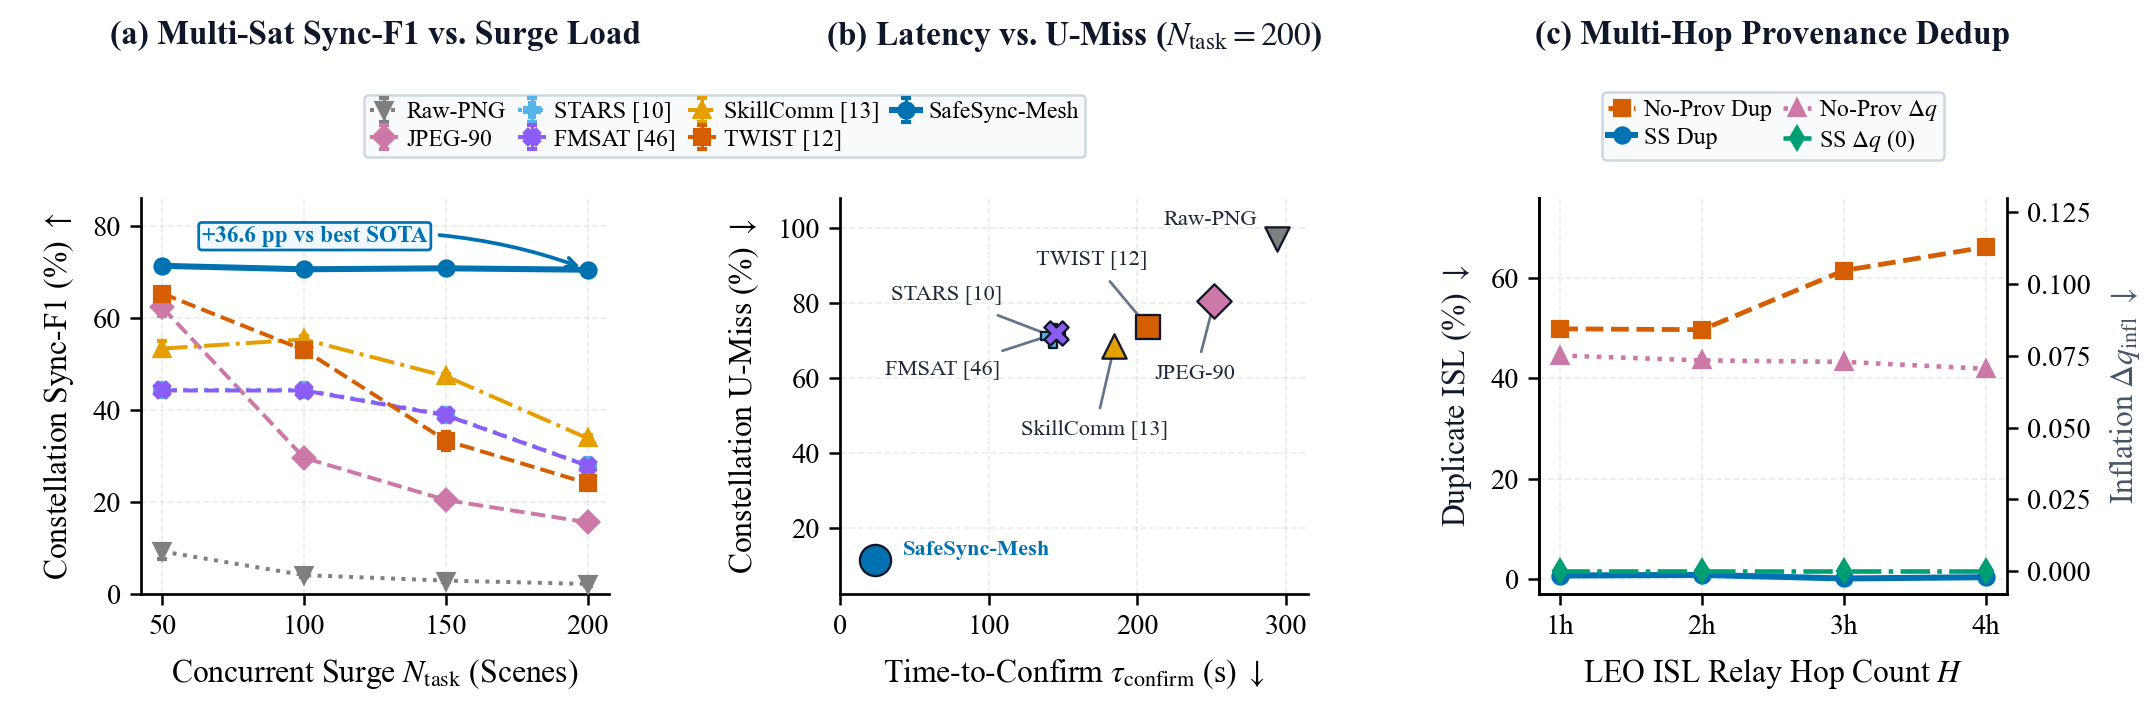 (a) Multi-Sat Sync-F1 vs. Surge Load
Raw-PNG
JPEG-90
STARS [10]
FMSAT [46]
SkillComm [13]
TWIST [12]
SafeSync-Mesh
Constellation Sync-F1 (%) ↑
80
60
40
20
0
+36.6 pp vs best SOTA
50
100
150
200
Concurrent Surge N_task (Scenes)
(b) Latency vs. U-Miss (N_task = 200)
Constellation U-Miss (%) ↓
100
80
60
40
20
Raw-PNG
TWIST [12]
STARS [10]
FMSAT [46]
JPEG-90
SkillComm [13]
SafeSync-Mesh
0
100
200
300
Time-to-Confirm τ_confirm (s) ↓
(c) Multi-Hop Provenance Dedup
No-Prov Dup
SS Dup
No-Prov Δq
SS Δq (0)
Duplicate ISL (%) ↓
60
40
20
0
0.125
0.100
0.075
0.050
0.025
0.000
Inflation Δq_infl ↓
1h
2h
3h
4h
LEO ISL Relay Hop Count H